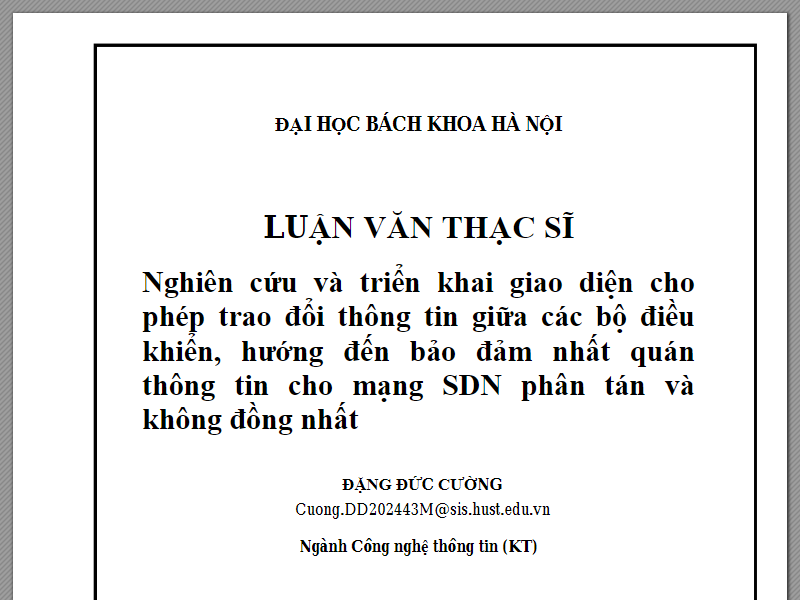 ĐẠI HỌC BÁCH KHOA HÀ NỘI
LUẬN VĂN THẠC SĨ
Nghiên cứu và triển khai giao diện cho
phép trao đổi thông tin giữa các bộ điều
khiển, hướng đến bảo đảm nhất quán
thông tin cho mạng SDN phân tán và
không đồng nhất
ĐẶNG ĐỨC CƯỜNG
Cuong.DD202443M@sis.hust.edu.vn
Ngành Công nghệ thông tin (KT)